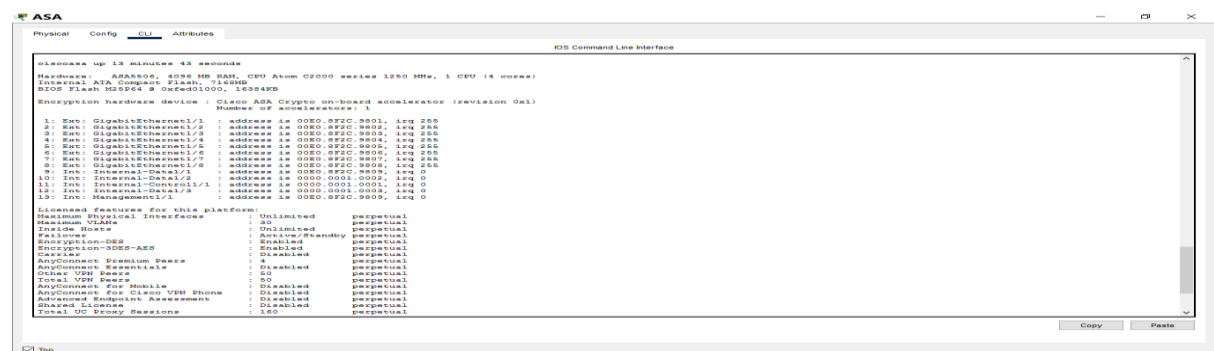 ASA
Physical Config CLI Attributes
IOS Command Line Interface
ciscoasa up 13 minutes 43 seconds
Hardware: ASA5506, 4096 MB RAM, CPU Atom C2000 series 1250 MHz, 1 CPU (4 cores)
Internal ATA Compact Flash, 7168MB
BIOS Flash M25P64 @ 0xfed01000, 16384KB
Encryption hardware device : Cisco ASA Crypto on-board accelerator (revision 0x1)
Number of accelerators: 1
1: Ext: GigabitEthernet1/1 : address is 00E0.8F2C.9801, irq 255
2: Ext: GigabitEthernet1/2 : address is 00E0.8F2C.9802, irq 255
3: Ext: GigabitEthernet1/3 : address is 00E0.8F2C.9803, irq 255
4: Ext: GigabitEthernet1/4 : address is 00E0.8F2C.9804, irq 255
5: Ext: GigabitEthernet1/5 : address is 00E0.8F2C.9805, irq 255
6: Ext: GigabitEthernet1/6 : address is 00E0.8F2C.9806, irq 255
7: Ext: GigabitEthernet1/7 : address is 00E0.8F2C.9807, irq 255
8: Ext: GigabitEthernet1/8 : address is 00E0.8F2C.9808, irq 255
9: Int: Internal-Data1/1 : address is 00E0.8F2C.9809, irq 0
10: Int: Internal-Data1/2 : address is 0000.0001.0002, irq 0
11: Int: Internal-Control1/1 : address is 0000.0001.0001, irq 0
12: Int: Internal-Data1/3 : address is 0000.0001.0003, irq 0
13: Int: Management1/1 : address is 00E0.8F2C.9809, irq 0
Licensed features for this platform:
Maximum Physical Interfaces : Unlimited perpetual
Maximum VLANs : 30 perpetual
Inside Hosts : Unlimited perpetual
Failover : Active/Standby perpetual
Encryption-DES : Enabled perpetual
Encryption-3DES-AES : Enabled perpetual
Carrier : Disabled perpetual
AnyConnect Premium Peers : 4 perpetual
AnyConnect Essentials : Disabled perpetual
Other VPN Peers : 50 perpetual
Total VPN Peers : 50 perpetual
AnyConnect for Mobile : Disabled perpetual
AnyConnect for Cisco VPN Phone : Disabled perpetual
Advanced Endpoint Assessment : Disabled perpetual
Shared License : Disabled perpetual
Total UC Proxy Sessions : 160 perpetual
Copy Paste
Top